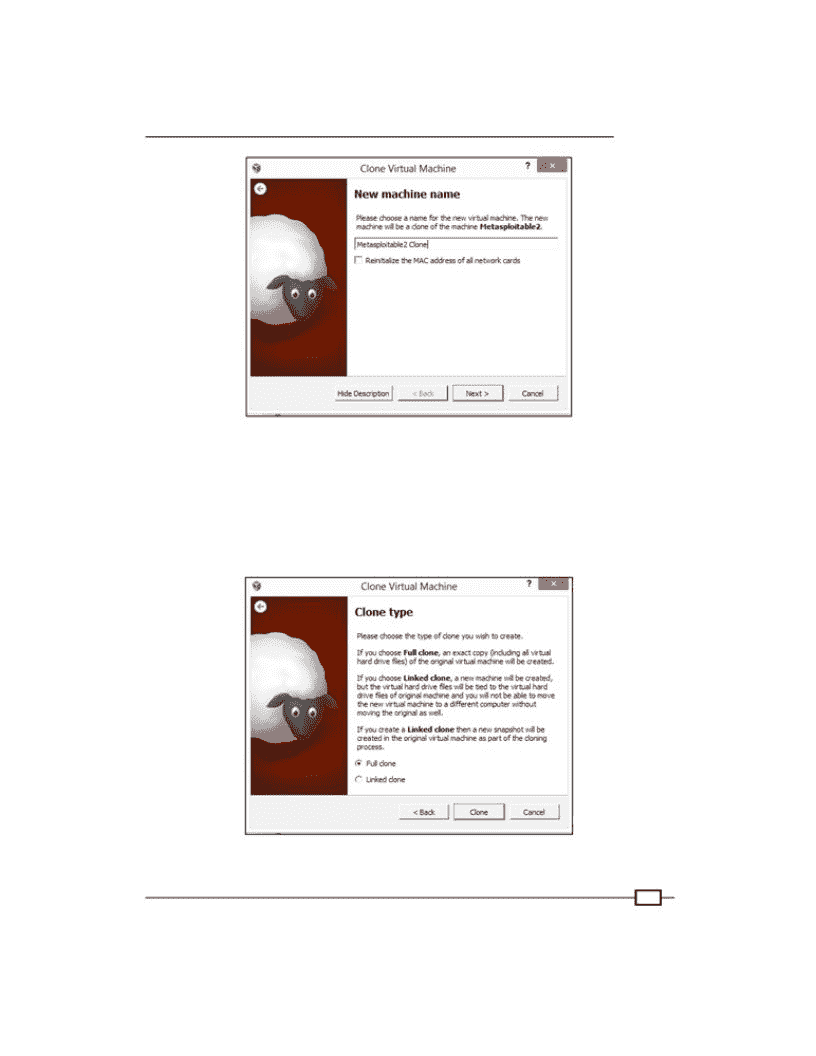 Clone Virtual Machine
?
New machine name
Please choose a name for the new virtual machine. The new
machine will be a clone of the machine Metasploitable2.
Metasploitable2 Clone
Reinitialize the MAC address of all network cards
Hide Description < Back Next > Cancel
Clone Virtual Machine
?
Clone type
Please choose the type of clone you wish to create.
If you choose Full clone, an exact copy (including all virtual
hard drive files) of the original virtual machine will be created.
If you choose Linked clone, a new machine will be created,
but the virtual hard drive files will be tied to the virtual hard
drive files of original machine and you will not be able to move
the new virtual machine to a different computer without
moving the original as well.
If you create a Linked clone then a new snapshot will be
created in the original virtual machine as part of the cloning
process.
Full clone
Linked clone
< Back Clone Cancel